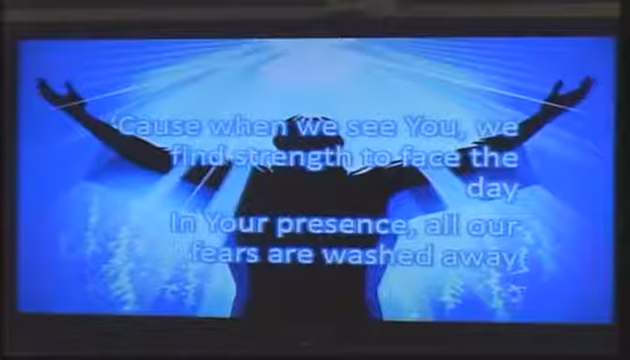 'Cause when we see You, we
find strength to face the
day
In Your presence, all our
fears are washed away